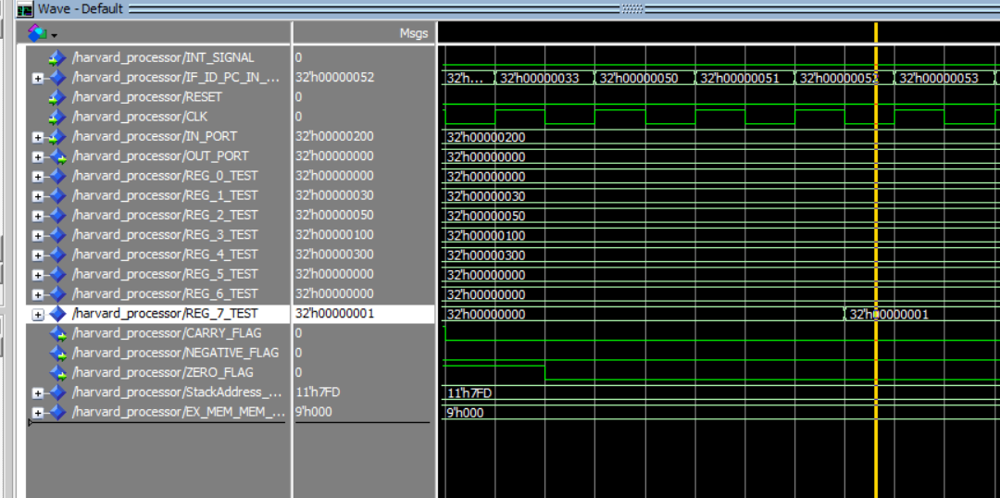 Wave - Default
Msgs
/harvard_processor/INT_SIGNAL 0
/harvard_processor/IF_ID_PC_IN_... 32'h00000052 32'h... 32'h00000033 32'h00000050 32'h00000051 32'h00000052 32'h00000053
/harvard_processor/RESET 0
/harvard_processor/CLK 0
/harvard_processor/IN_PORT 32'h00000200 32'h00000200
/harvard_processor/OUT_PORT 32'h00000000 32'h00000000
/harvard_processor/REG_0_TEST 32'h00000000 32'h00000000
/harvard_processor/REG_1_TEST 32'h00000030 32'h00000030
/harvard_processor/REG_2_TEST 32'h00000050 32'h00000050
/harvard_processor/REG_3_TEST 32'h00000100 32'h00000100
/harvard_processor/REG_4_TEST 32'h00000300 32'h00000300
/harvard_processor/REG_5_TEST 32'h00000000 32'h00000000
/harvard_processor/REG_6_TEST 32'h00000000 32'h00000000
/harvard_processor/REG_7_TEST 32'h00000001 32'h00000000 32'h00000001
/harvard_processor/CARRY_FLAG 0
/harvard_processor/NEGATIVE_FLAG 0
/harvard_processor/ZERO_FLAG 0
/harvard_processor/StackAddress_... 11'h7FD 11'h7FD
/harvard_processor/EX_MEM_MEM_... 9'h000 9'h000